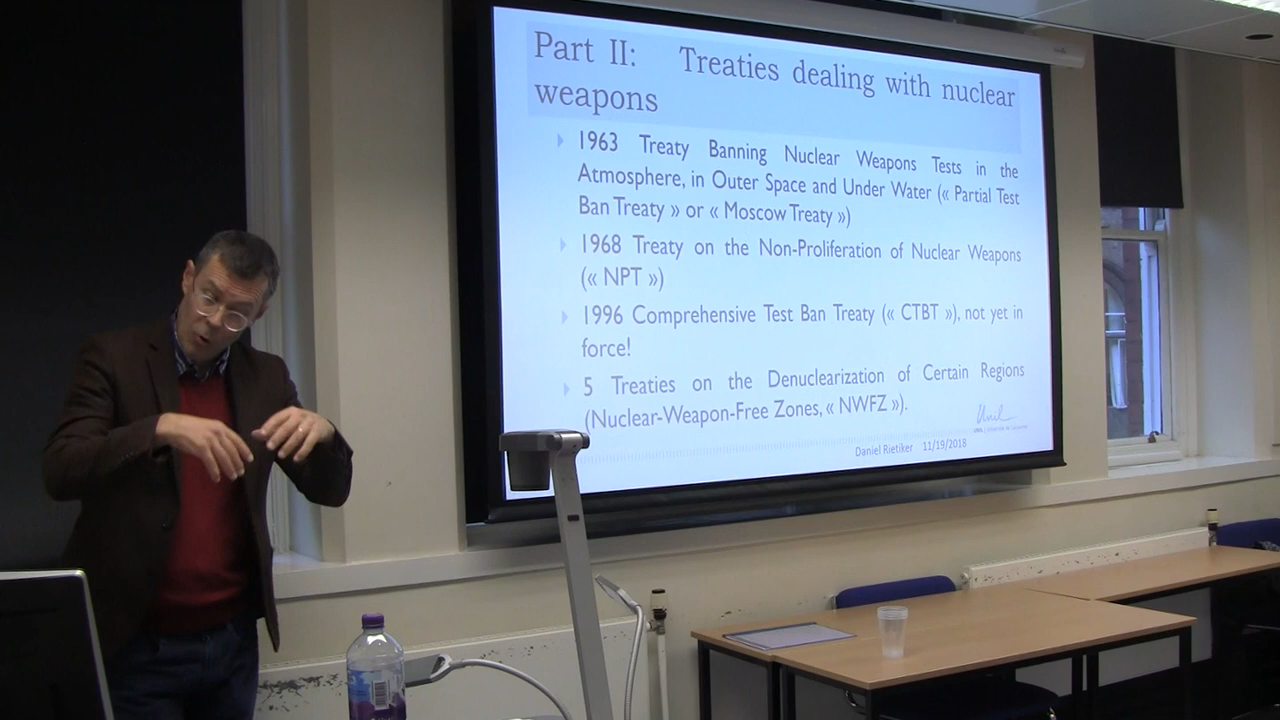 Part II: Treaties dealing with nuclear
weapons
1963 Treaty Banning Nuclear Weapons Tests in the
Atmosphere, in Outer Space and Under Water (« Partial Test
Ban Treaty » or « Moscow Treaty »)
1968 Treaty on the Non-Proliferation of Nuclear Weapons
(« NPT »)
1996 Comprehensive Test Ban Treaty (« CTBT »), not yet in
force!
5 Treaties on the Denuclearization of Certain Regions
(Nuclear-Weapon-Free Zones, « NWFZ »).
Unil
Daniel Rietiker 11/19/2018